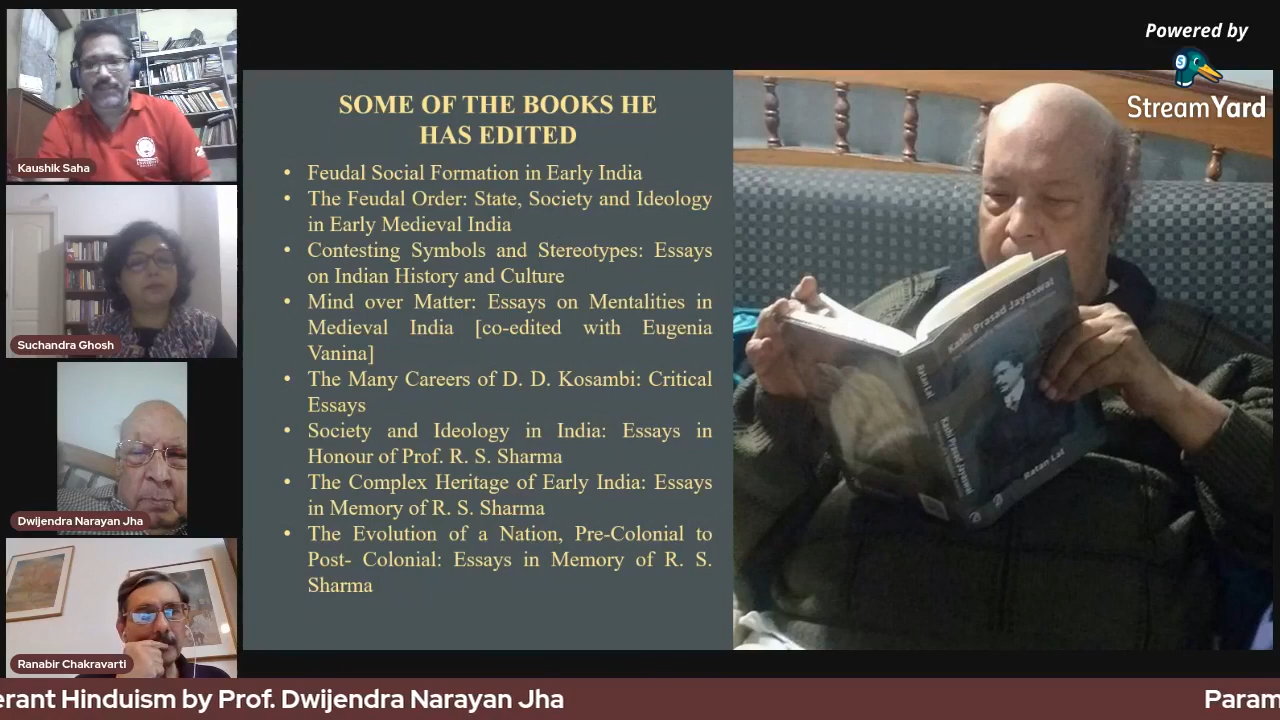 Powered by
StreamYard
Kaushik Saha
Suchandra Ghosh
Dwijendra Narayan Jha
Ranabir Chakravarti
SOME OF THE BOOKS HE
HAS EDITED
• Feudal Social Formation in Early India
• The Feudal Order: State, Society and Ideology
in Early Medieval India
• Contesting Symbols and Stereotypes: Essays
on Indian History and Culture
• Mind over Matter: Essays on Mentalities in
Medieval India [co-edited with Eugenia
Vanina]
• The Many Careers of D. D. Kosambi: Critical
Essays
• Society and Ideology in India: Essays in
Honour of Prof. R. S. Sharma
• The Complex Heritage of Early India: Essays
in Memory of R. S. Sharma
• The Evolution of a Nation, Pre-Colonial to
Post- Colonial: Essays in Memory of R. S.
Sharma
Kashi Prasad Jayaswal
Ratan Lal
Kashi Prasad Jayaswal
Ratan Lal
erant Hinduism by Prof. Dwijendra Narayan Jha
Param